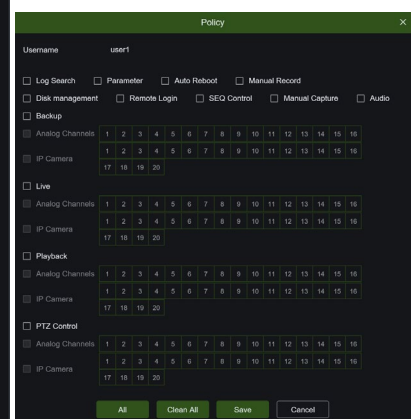 Policy ×
Username user1
Log Search Parameter Auto Reboot Manual Record
Disk management Remote Login SEQ Control Manual Capture Audio
Backup
Analog Channels 1 2 3 4 5 6 7 8 9 10 11 12 13 14 15 16
IP Camera 1 2 3 4 5 6 7 8 9 10 11 12 13 14 15 16
17 18 19 20
Live
Analog Channels 1 2 3 4 5 6 7 8 9 10 11 12 13 14 15 16
IP Camera 1 2 3 4 5 6 7 8 9 10 11 12 13 14 15 16
17 18 19 20
Playback
Analog Channels 1 2 3 4 5 6 7 8 9 10 11 12 13 14 15 16
IP Camera 1 2 3 4 5 6 7 8 9 10 11 12 13 14 15 16
17 18 19 20
PTZ Control
Analog Channels 1 2 3 4 5 6 7 8 9 10 11 12 13 14 15 16
IP Camera 1 2 3 4 5 6 7 8 9 10 11 12 13 14 15 16
17 18 19 20
All Clean All Save Cancel